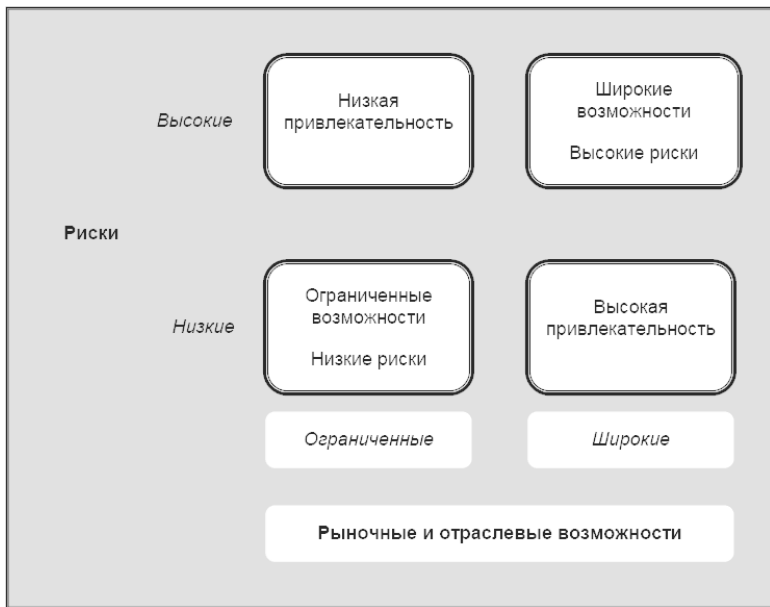 Низкая
привлекательность
Широкие
возможности
Высокие риски
Высокие
Риски
Ограниченные
возможности
Низкие риски
Высокая
привлекательность
Низкие
Ограниченные
Широкие
Рыночные и отраслевые возможности